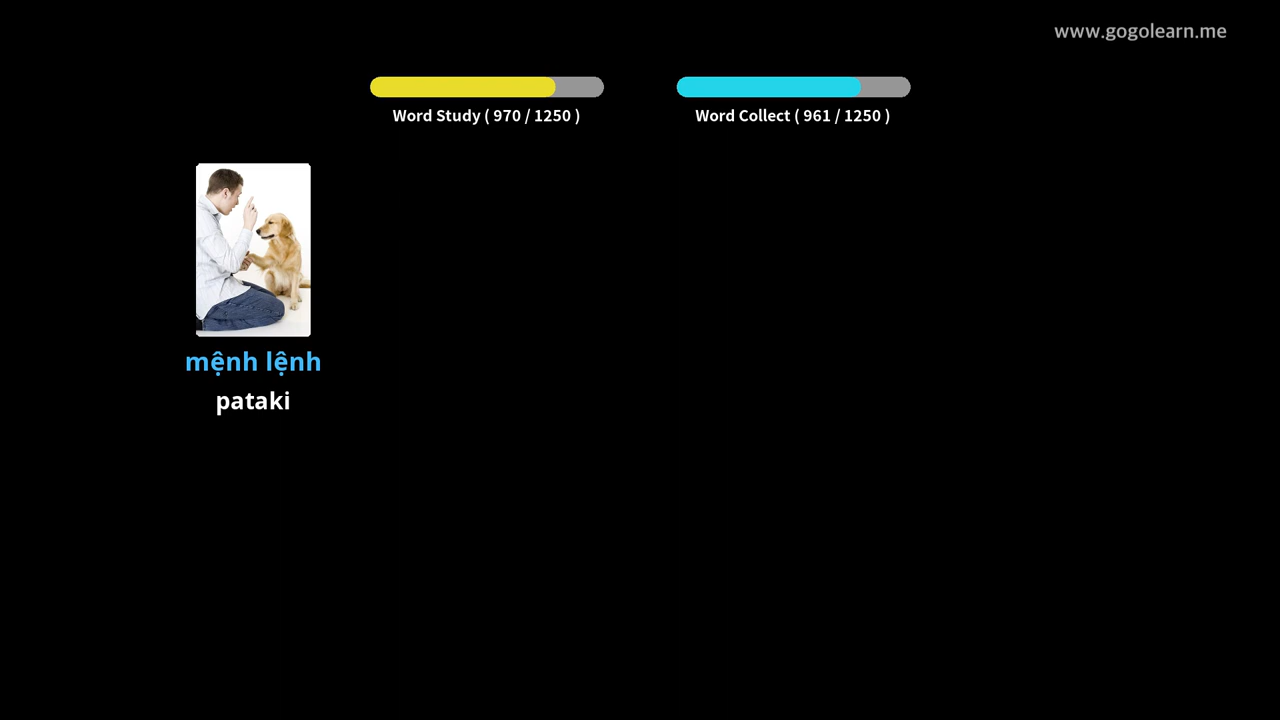 www.gogolearn.me
Word Study ( 970 / 1250 )
Word Collect ( 961 / 1250 )
mệnh lệnh
pataki